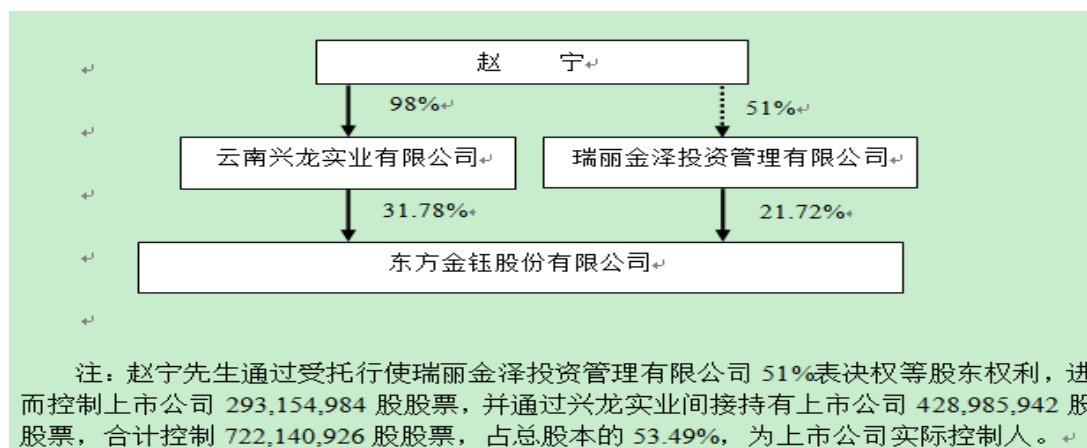 赵 宁
98%
51%
云南兴龙实业有限公司
瑞丽金泽投资管理有限公司
31.78%
21.72%
东方金钰股份有限公司
注：赵宁先生通过受托行使瑞丽金泽投资管理有限公司 51%表决权等股东权利，进
而控制上市公司 293,154,984 股股票，并通过兴龙实业间接持有上市公司 428,985,942 股
股票，合计控制 722,140,926 股股票，占总股本的 53.49%，为上市公司实际控制人。